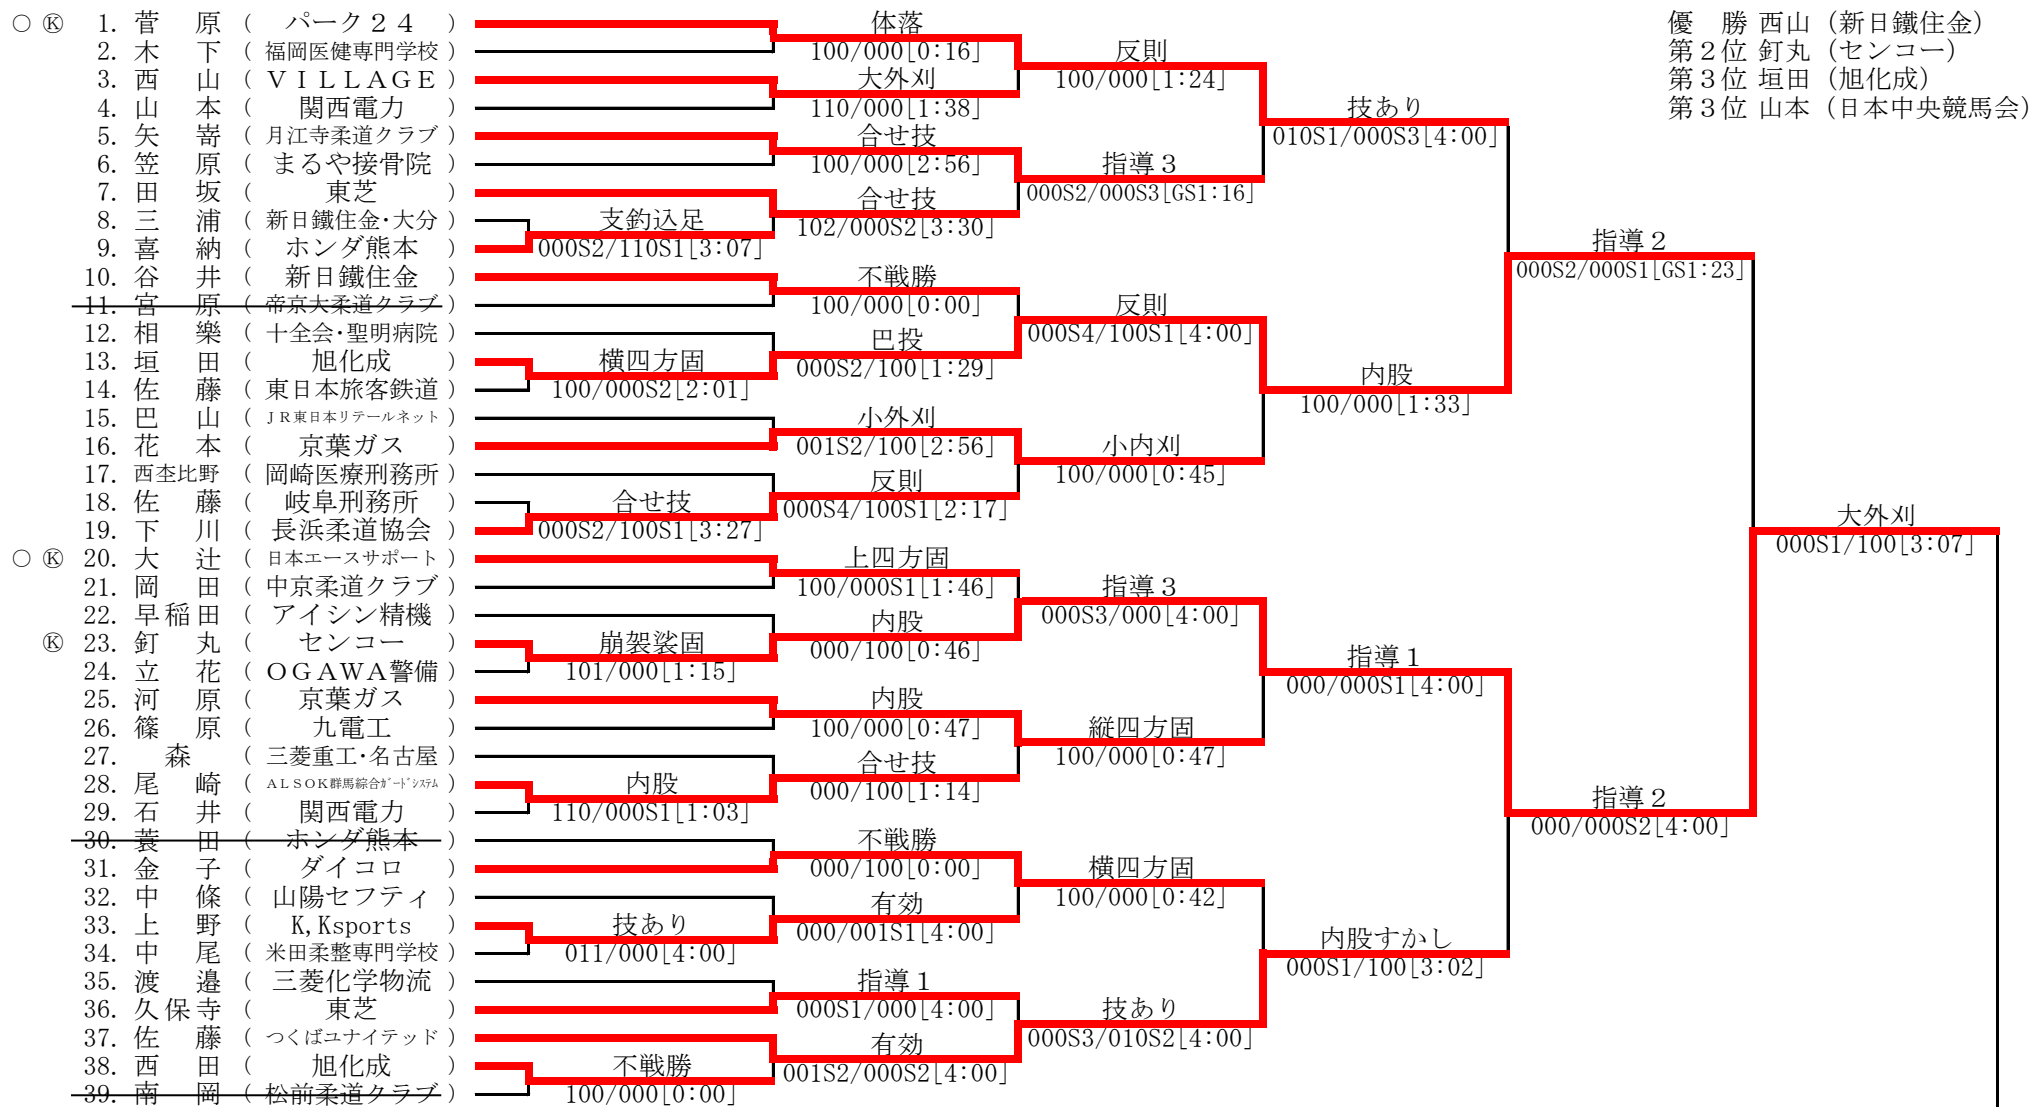 ○ Ⓚ 1. 菅原 ( パーク２４ )
2. 木下 ( 福岡医健専門学校 )
3. 西山 ( ＶＩＬＬＡＧＥ )
4. 山本 ( 関西電力 )
5. 矢嵜 ( 月江寺柔道クラブ )
6. 笠原 ( まるや接骨院 )
7. 田坂 ( 東芝 )
8. 三浦 ( 新日鐵住金･大分 )
9. 喜納 ( ホンダ熊本 )
10. 谷井 ( 新日鐵住金 )
11. 宮原 ( 帝京大柔道クラブ )
12. 相樂 ( 十全会･聖明病院 )
13. 垣田 ( 旭化成 )
14. 佐藤 ( 東日本旅客鉄道 )
15. 巴山 ( ＪＲ東日本リテールネット )
16. 花本 ( 京葉ガス )
17. 西李比野 ( 岡崎医療刑務所 )
18. 佐藤 ( 岐阜刑務所 )
19. 下川 ( 長浜柔道協会 )
○ Ⓚ 20. 大辻 ( 日本エースサポート )
21. 岡田 ( 中京柔道クラブ )
22. 早稲田 ( アイシン精機 )
Ⓚ 23. 釘丸 ( センコー )
24. 立花 ( ＯＧＡＷＡ警備 )
25. 河原 ( 京葉ガス )
26. 篠原 ( 九電工 )
27. 森 ( 三菱重工･名古屋 )
28. 尾崎 ( ＡＬＳＯＫ群馬綜合ｶﾞｰﾄﾞｼｽﾃﾑ )
29. 石井 ( 関西電力 )
30. 蓑田 ( ホンダ熊本 )
31. 金子 ( ダイコロ )
32. 中條 ( 山陽セフティ )
33. 上野 ( K,Ksports )
34. 中尾 ( 米田柔整専門学校 )
35. 渡邉 ( 三菱化学物流 )
36. 久保寺 ( 東芝 )
37. 佐藤 ( つくばユナイテッド )
38. 西田 ( 旭化成 )
39. 南岡 ( 松前柔道クラブ )
支釣込足
000S2/110S1[3:07]
横四方固
100/000S2[2:01]
合せ技
000S2/100S1[3:27]
崩袈裟固
101/000[1:15]
内股
110/000S1[1:03]
技あり
011/000[4:00]
不戦勝
100/000[0:00]
体落
100/000[0:16]
大外刈
110/000[1:38]
合せ技
100/000[2:56]
合せ技
102/000S2[3:30]
不戦勝
100/000[0:00]
巴投
000S2/100[1:29]
小外刈
001S2/100[2:56]
反則
000S4/100S1[2:17]
上四方固
100/000S1[1:46]
内股
000/100[0:46]
内股
100/000[0:47]
合せ技
000/100[1:14]
不戦勝
000/100[0:00]
有効
000/001S1[4:00]
指導１
000S1/000[4:00]
有効
001S2/000S2[4:00]
反則
100/000[1:24]
指導３
000S2/000S3[GS1:16]
反則
000S4/100S1[4:00]
小内刈
100/000[0:45]
指導３
000S3/000[4:00]
縦四方固
100/000[0:47]
横四方固
100/000[0:42]
技あり
000S3/010S2[4:00]
技あり
010S1/000S3[4:00]
内股
100/000[1:33]
指導１
000/000S1[4:00]
内股すかし
000S1/100[3:02]
指導２
000S2/000S1[GS1:23]
指導２
000/000S2[4:00]
大外刈
000S1/100[3:07]
優　勝 西山（新日鐵住金）
第２位 釘丸（センコー）
第３位 垣田（旭化成）
第３位 山本（日本中央競馬会）